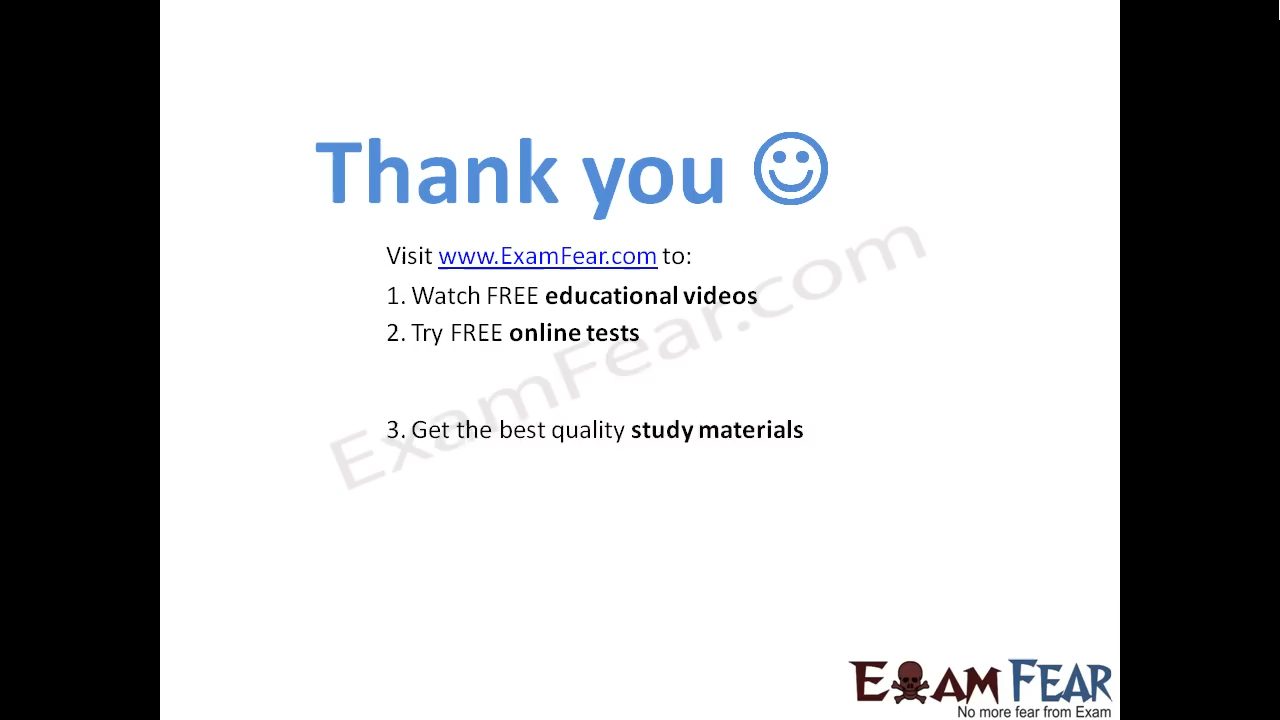 Thank you
Visit www.ExamFear.com to:
1. Watch FREE educational videos
2. Try FREE online tests
3. Get the best quality study materials
ExamFear.com
EXAM FEAR
No more fear from Exam